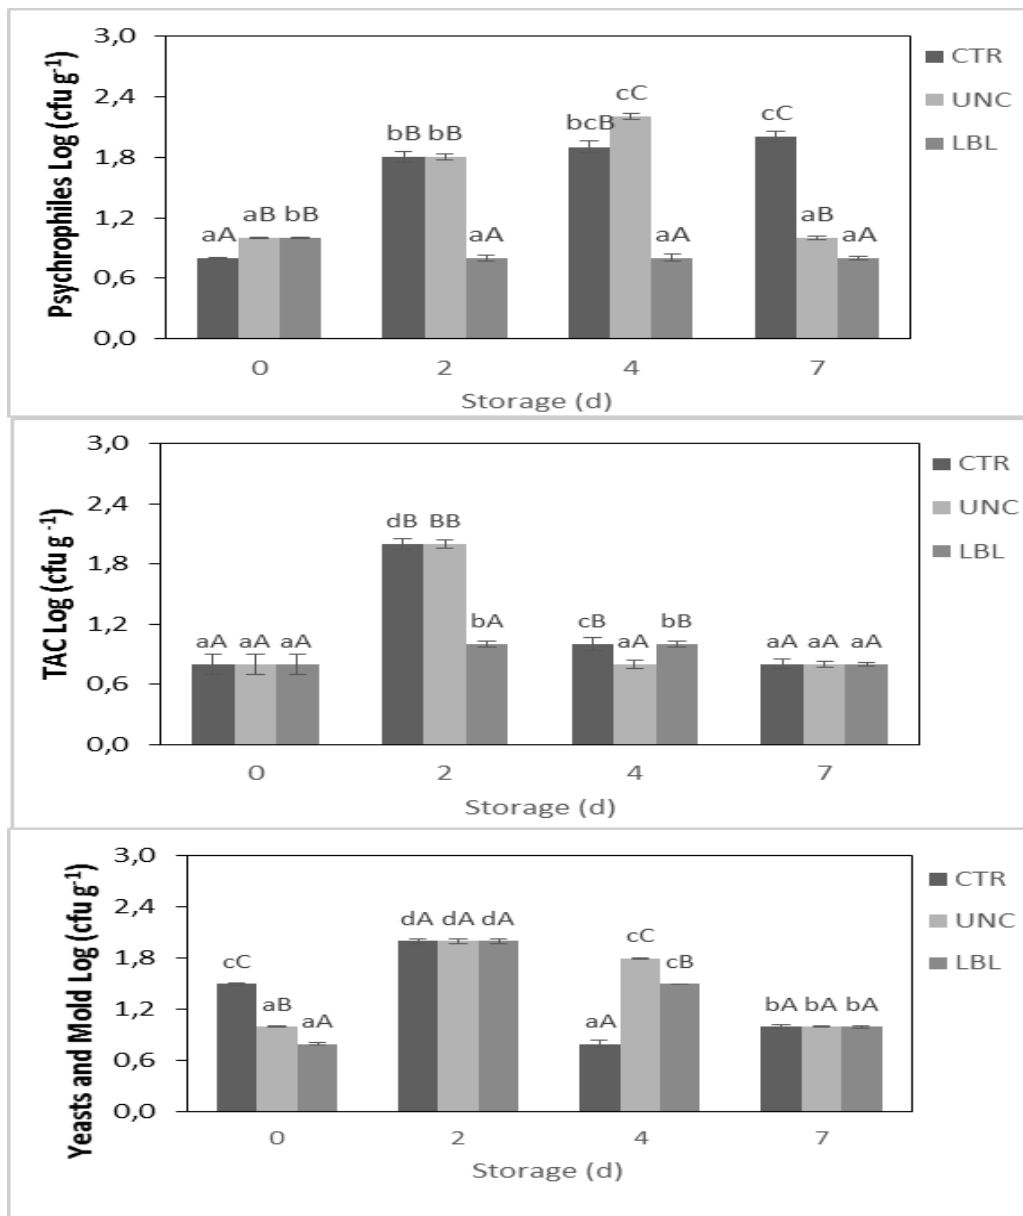 Psychrophiles Log (cfu g-1)
3,0
2,4
1,8
1,2
0,6
0,0
aA aB bB
bB bB aA
bcB cC aA
cC aB aA
0 2 4 7
Storage (d)
CTR
UNC
LBL
TAC Log (cfu g -1)
3,0
2,4
1,8
1,2
0,6
0,0
aA aA aA
dB BB bA
cB aA bB
aA aA aA
0 2 4 7
Storage (d)
CTR
UNC
LBL
Yeasts and Mold Log (cfu g-1)
3,0
2,4
1,8
1,2
0,6
0,0
cC aB aA
dA dA dA
aA cC cB
bA bA bA
0 2 4 7
Storage (d)
CTR
UNC
LBL